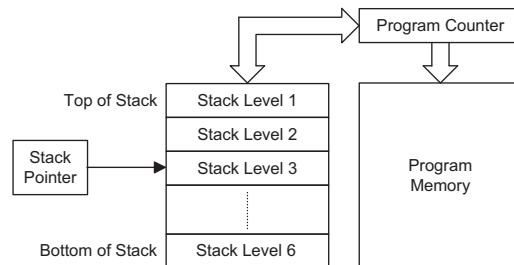 Program Counter
Top of Stack
Stack Level 1
Stack Level 2
Stack
Pointer
Stack Level 3
Program
Memory
Bottom of Stack
Stack Level 6